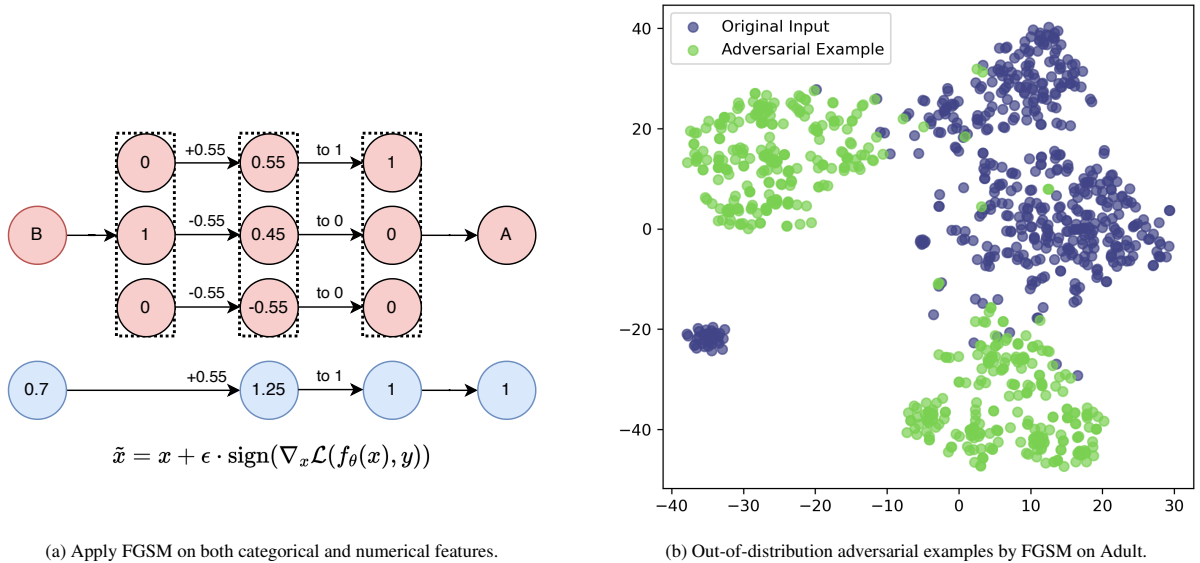 0 +0.55 0.55 to 1 1
B 1 -0.55 0.45 to 0 0 A
0 -0.55 -0.55 to 0 0
0.7 +0.55 1.25 to 1 1 1
x̃ = x + ϵ · sign(∇ₓℒ(f_θ(x), y))
(a) Apply FGSM on both categorical and numerical features.
Original Input
Adversarial Example
40
20
0
−20
−40
−40 −30 −20 −10 0 10 20 30
(b) Out-of-distribution adversarial examples by FGSM on Adult.